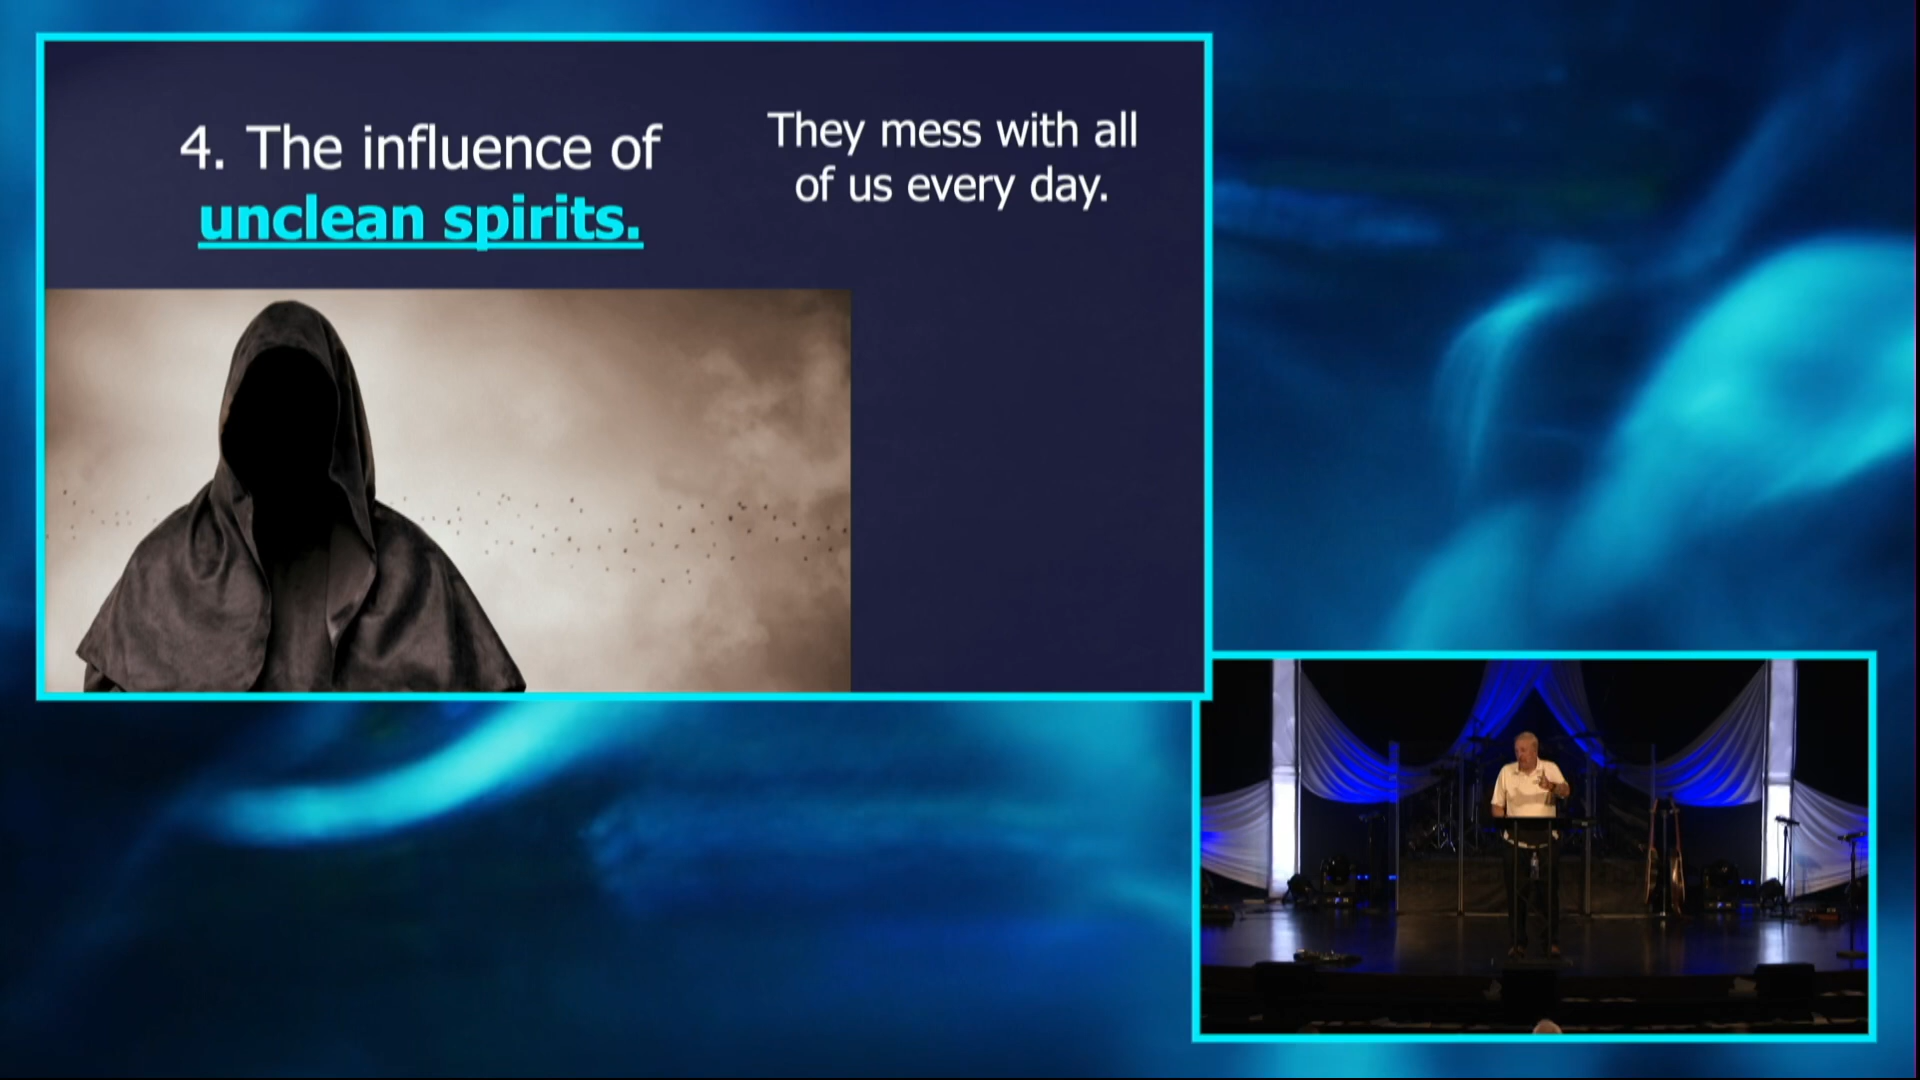 4. The influence of
unclean spirits.
They mess with all
of us every day.